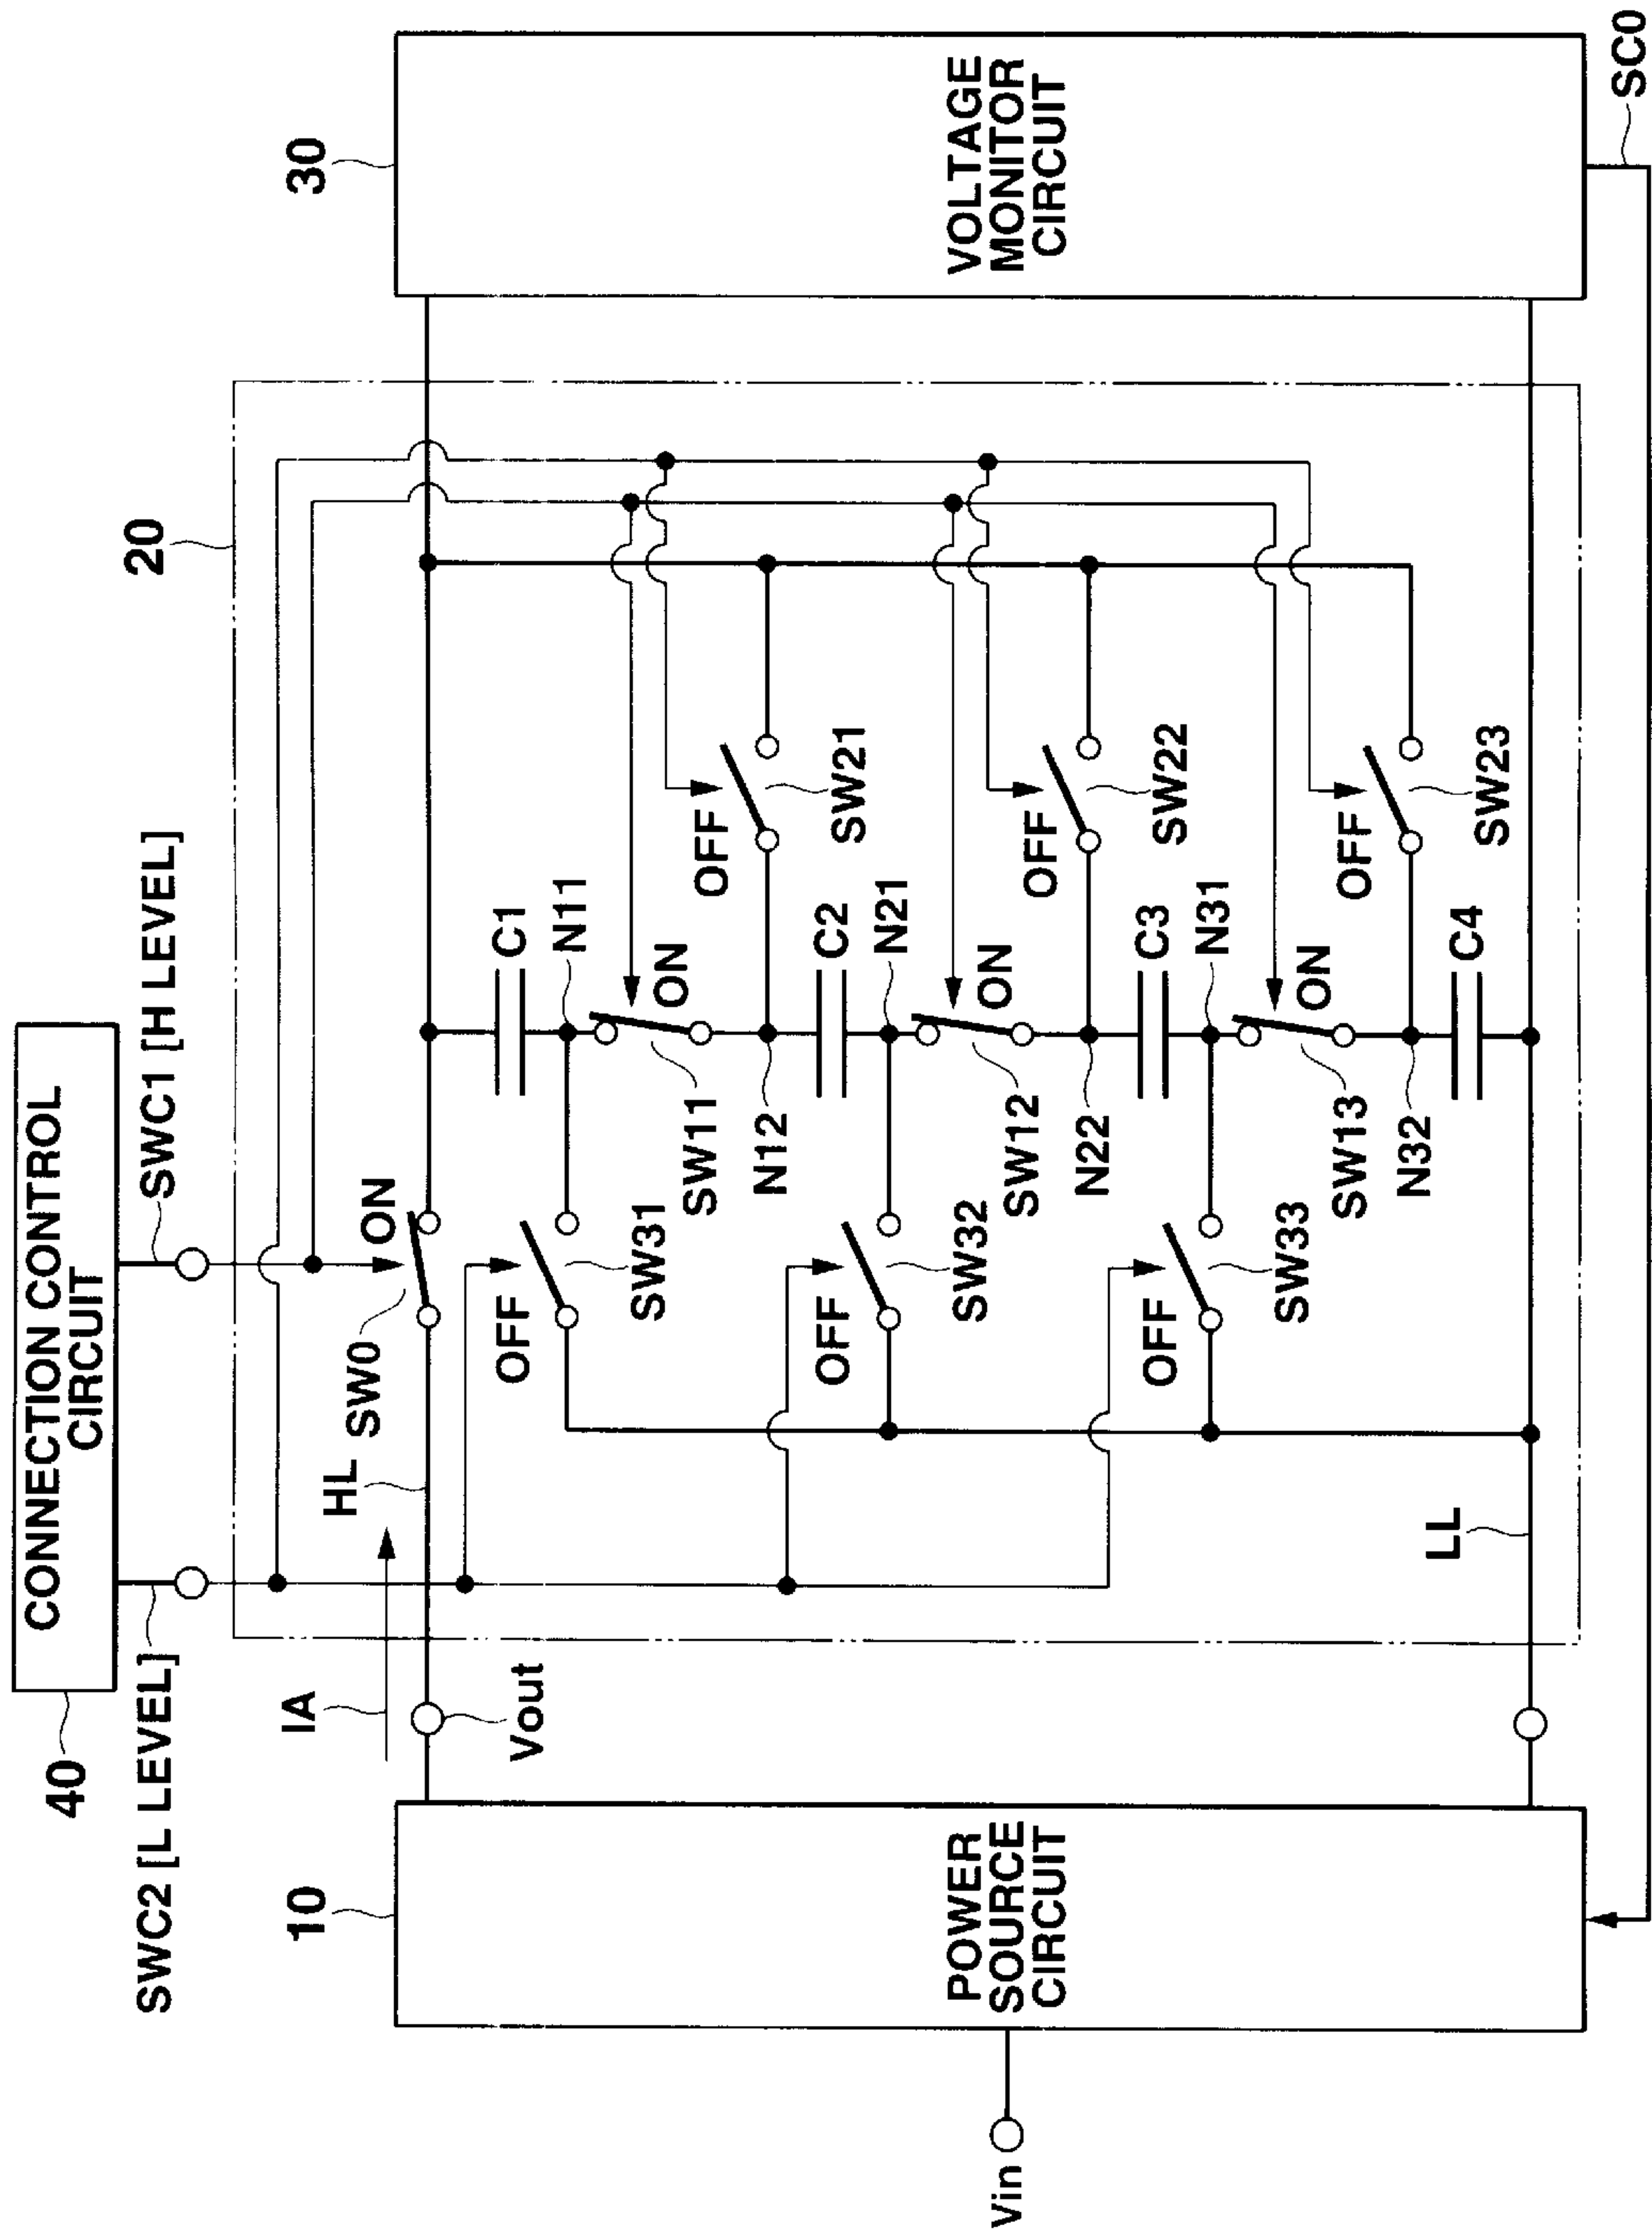 CONNECTION CONTROL
CIRCUIT
40
SWC2 [L LEVEL]
SWC1 [H LEVEL]
20
10
IA
HL
SW0
ON
30
Vout
OFF
SW31
C1
N11
SW11
ON
OFF
SW21
N12
OFF
SW32
C2
N21
SW12
ON
OFF
SW22
N22
OFF
SW33
C3
N31
SW13
ON
OFF
SW23
N32
C4
LL
Vin
POWER
SOURCE
CIRCUIT
VOLTAGE
MONITOR
CIRCUIT
SC0